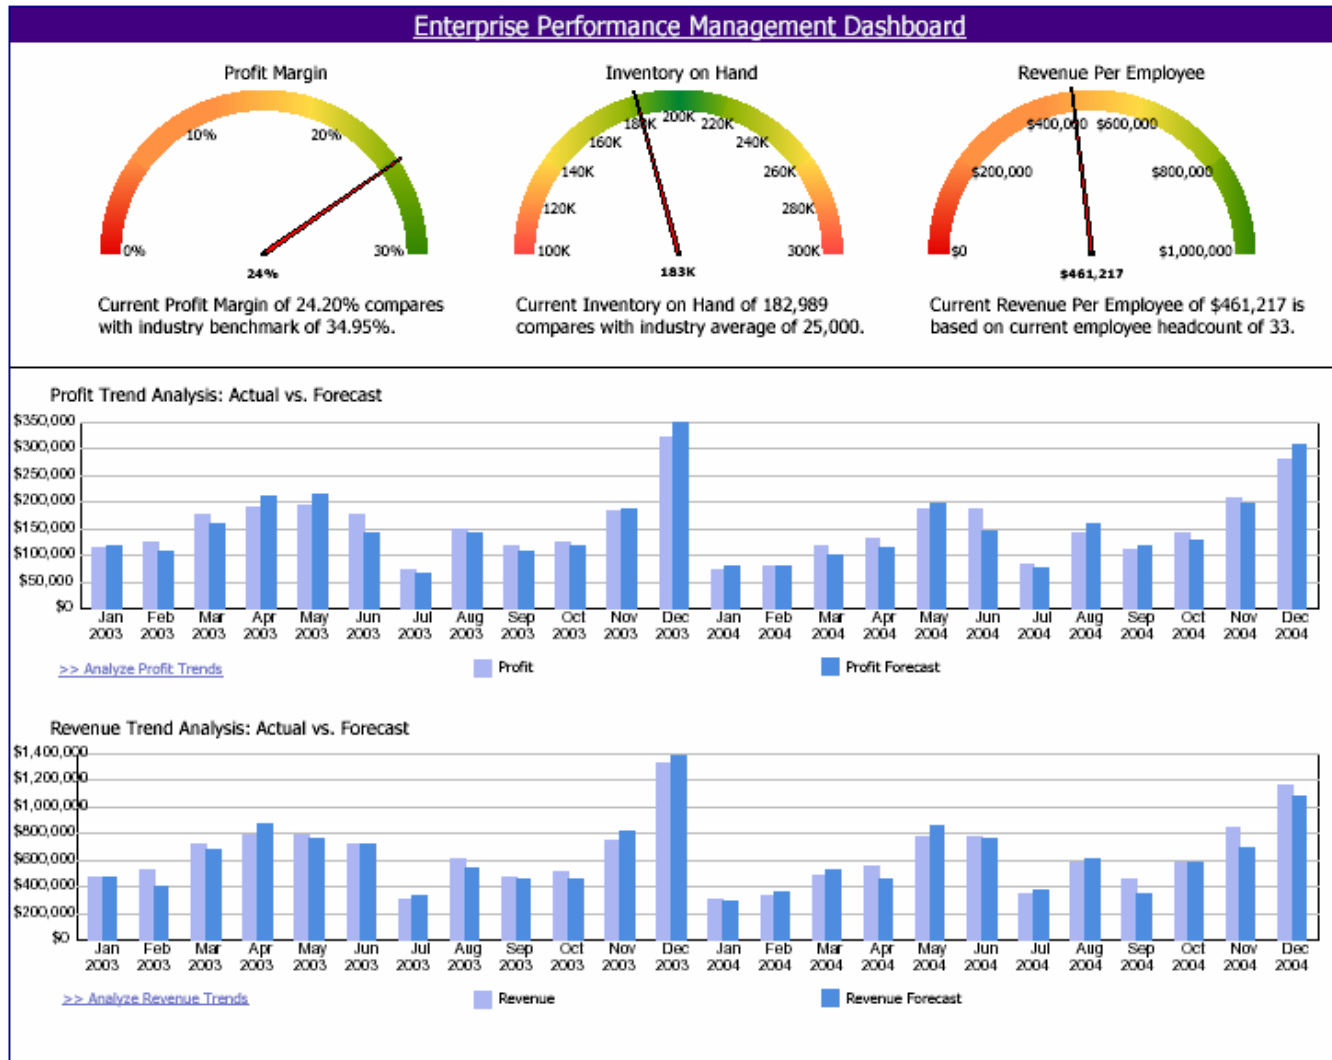 Enterprise Performance Management Dashboard
Profit Margin
10%
20%
0%
30%
24%
Current Profit Margin of 24.20% compares
with industry benchmark of 34.95%.
Inventory on Hand
180K
200K
220K
160K
240K
140K
260K
120K
280K
100K
300K
183K
Current Inventory on Hand of 182,989
compares with industry average of 25,000.
Revenue Per Employee
$400,000
$600,000
$200,000
$800,000
$0
$1,000,000
$461,217
Current Revenue Per Employee of $461,217 is
based on current employee headcount of 33.
Profit Trend Analysis: Actual vs. Forecast
$350,000
$300,000
$250,000
$200,000
$150,000
$100,000
$50,000
$0
Jan Feb Mar Apr May Jun Jul Aug Sep Oct Nov Dec Jan Feb Mar Apr May Jun Jul Aug Sep Oct Nov Dec
2003 2003 2003 2003 2003 2003 2003 2003 2003 2003 2003 2003 2004 2004 2004 2004 2004 2004 2004 2004 2004 2004 2004 2004
>> Analyze Profit Trends
Profit
Profit Forecast
Revenue Trend Analysis: Actual vs. Forecast
$1,400,000
$1,200,000
$1,000,000
$800,000
$600,000
$400,000
$200,000
$0
Jan Feb Mar Apr May Jun Jul Aug Sep Oct Nov Dec Jan Feb Mar Apr May Jun Jul Aug Sep Oct Nov Dec
2003 2003 2003 2003 2003 2003 2003 2003 2003 2003 2003 2003 2004 2004 2004 2004 2004 2004 2004 2004 2004 2004 2004 2004
>> Analyze Revenue Trends
Revenue
Revenue Forecast